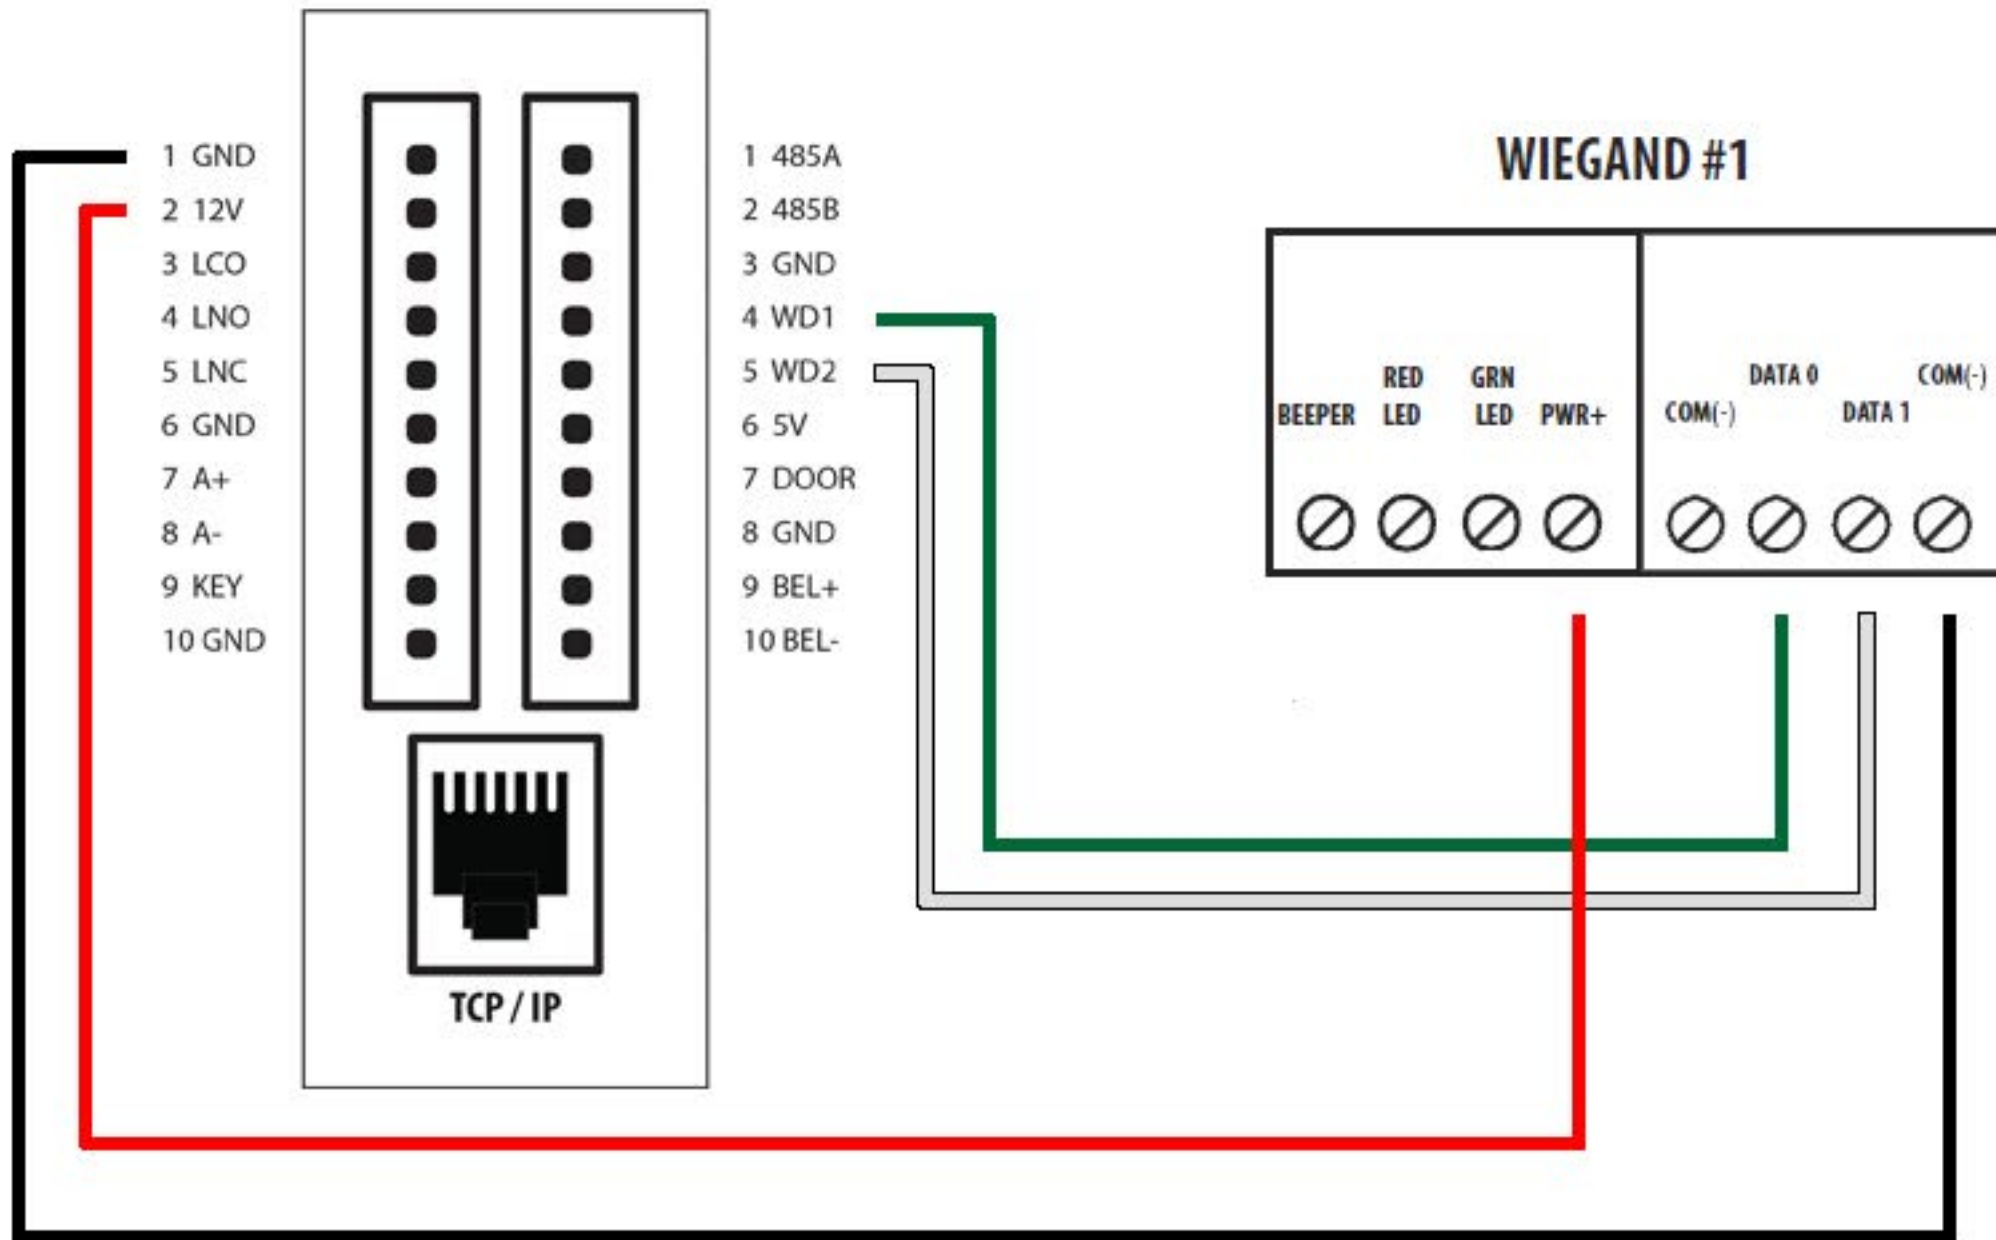 1 GND
2 12V
3 LCO
4 LNO
5 LNC
6 GND
7 A+
8 A-
9 KEY
10 GND
1 485A
2 485B
3 GND
4 WD1
5 WD2
6 5V
7 DOOR
8 GND
9 BEL+
10 BEL-
TCP / IP
WIEGAND #1
BEEPER
RED
LED
GRN
LED
PWR+
COM(-)
DATA 0
DATA 1
COM(-)